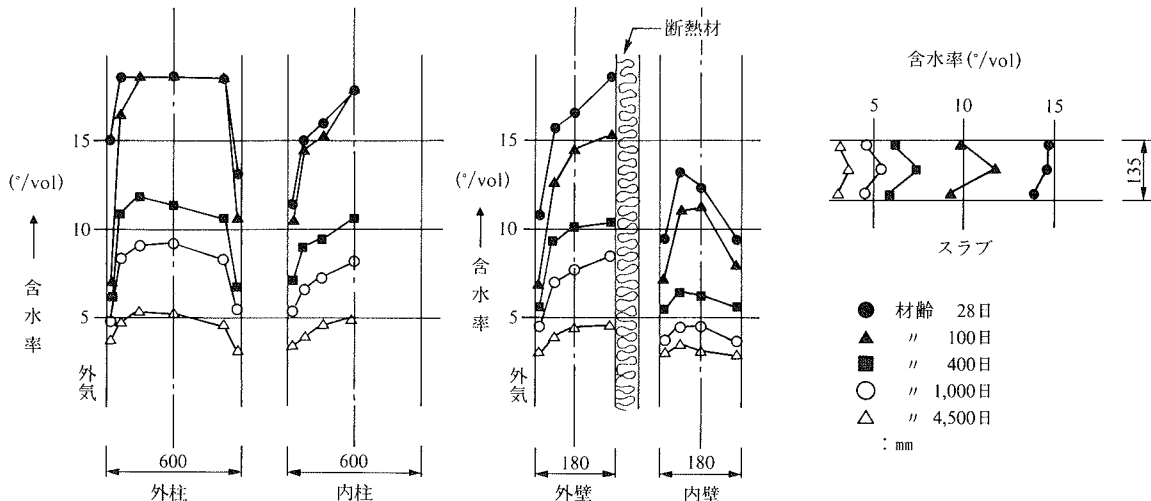 断熱材
15
10
5
(°/vol)
含水率
外気
600
外柱
600
内柱
15
10
5
(°/vol)
含水率
外気
180
外壁
180
内壁
含水率(°/vol)
5
10
15
135
スラブ
材齢 28日
〃 100日
〃 400日
〃 1,000日
〃 4,500日
: mm